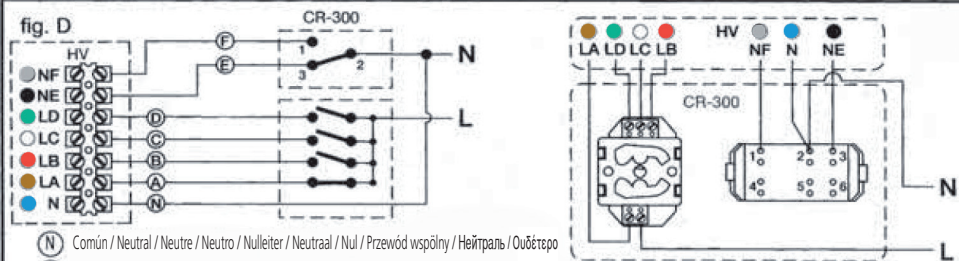 fig. D
HV
NF
NE
LD
LC
LB
LA
N
F
E
D
C
B
A
N
CR-300
1
3
2
N
L
N Común / Neutral / Neutre / Neutro / Nulleiter / Neutraal / Nul / Przewód wspólny / Нейтраль / Ουδέτερο
LA LD LC LB HV NF N NE
CR-300
1 2 3
4 5 6
N
L